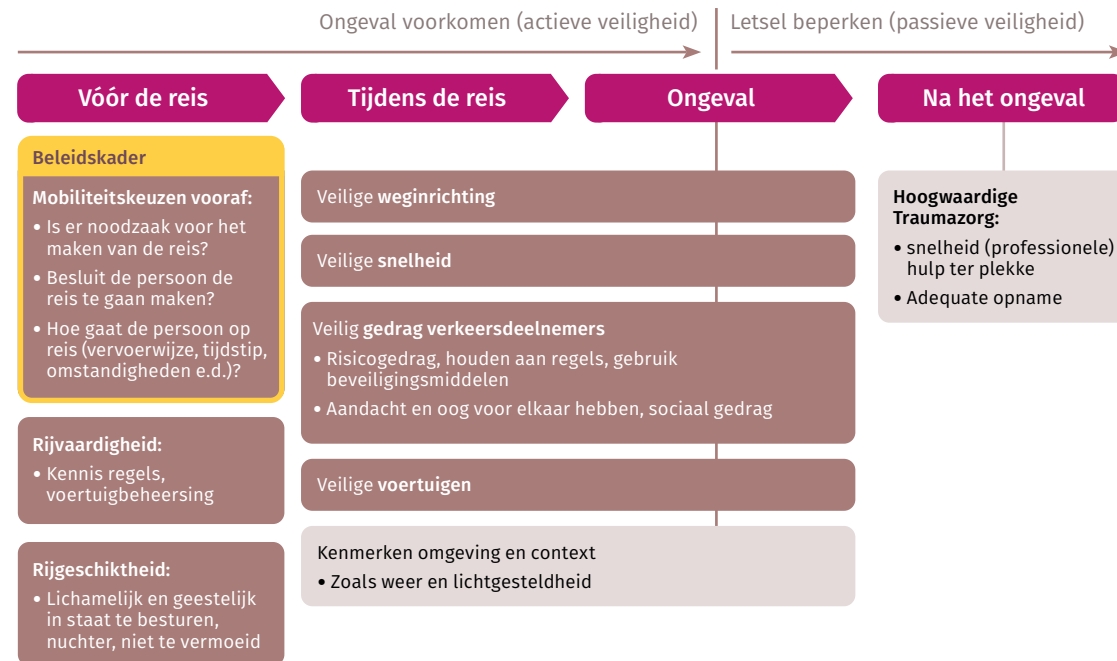 Ongeval voorkomen (actieve veiligheid)
Letsel beperken (passieve veiligheid)
Vóór de reis
Tijdens de reis
Ongeval
Na het ongeval
Beleidskader
Mobiliteitskeuzen vooraf:
• Is er noodzaak voor het
maken van de reis?
• Besluit de persoon de
reis te gaan maken?
• Hoe gaat de persoon op
reis (vervoerwijze, tijdstip,
omstandigheden e.d.)?
Rijvaardigheid:
• Kennis regels,
voertuigbeheersing
Rijgeschiktheid:
• Lichamelijk en geestelijk
in staat te besturen,
nuchter, niet te vermoeid
Veilige weginrichting
Veilige snelheid
Veilig gedrag verkeersdeelnemers
• Risicogedrag, houden aan regels, gebruik
beveiligingsmiddelen
• Aandacht en oog voor elkaar hebben, sociaal gedrag
Veilige voertuigen
Kenmerken omgeving en context
• Zoals weer en lichtgesteldheid
Hoogwaardige
Traumazorg:
• snelheid (professionele)
hulp ter plekke
• Adequate opname